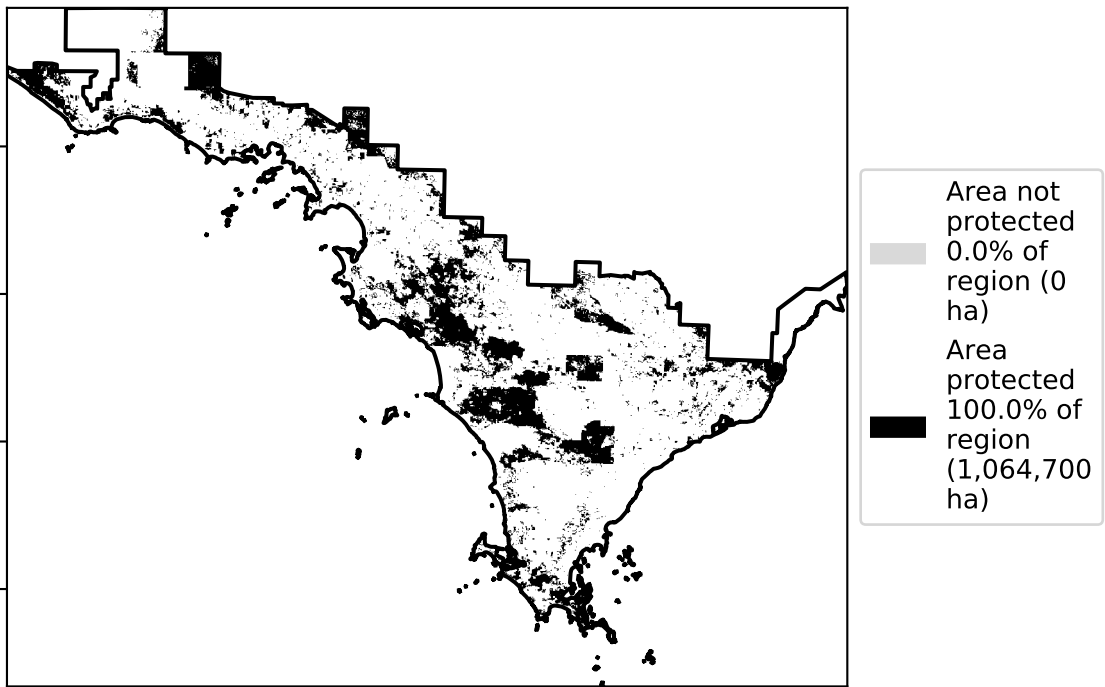 Area not
protected
0.0% of
region (0
ha)
Area
protected
100.0% of
region
(1,064,700
ha)